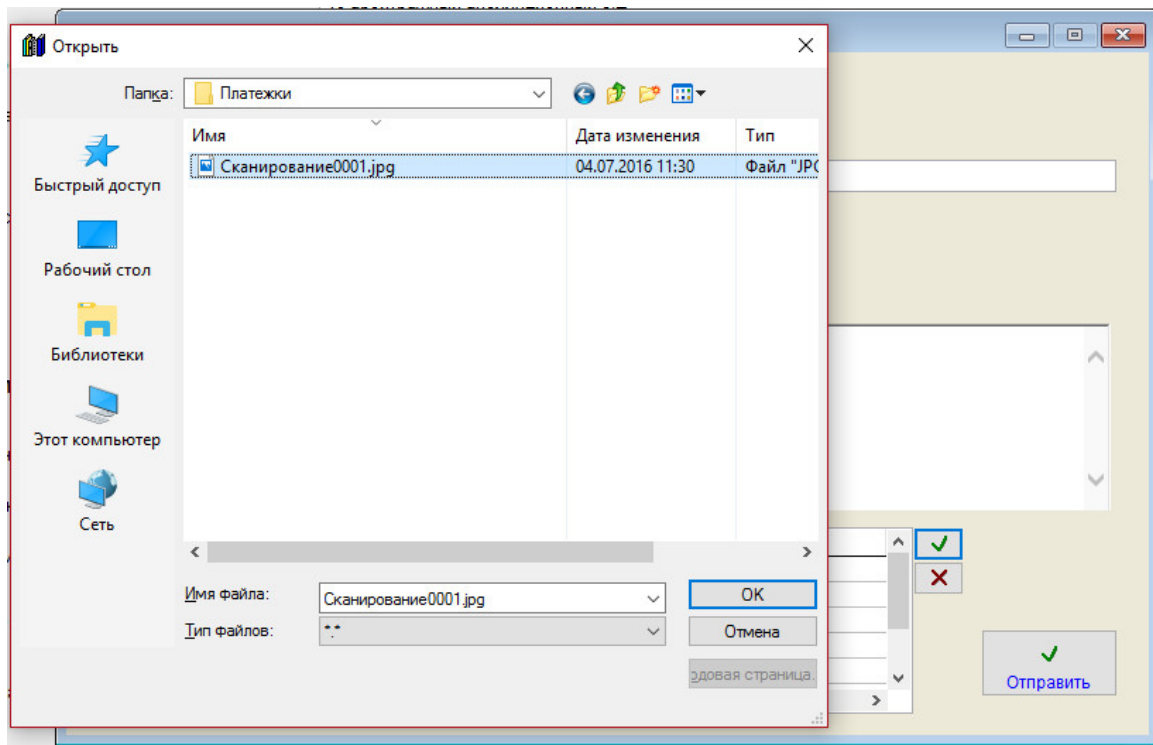 Открыть
Папка: Платежки
Имя Дата изменения Тип
Сканирование0001.jpg 04.07.2016 11:30 Файл "JPG
Быстрый доступ
Рабочий стол
Библиотеки
Этот компьютер
Сеть
Имя файла: Сканирование0001.jpg OK
Тип файлов: *.* Отмена
страница.
Отправить